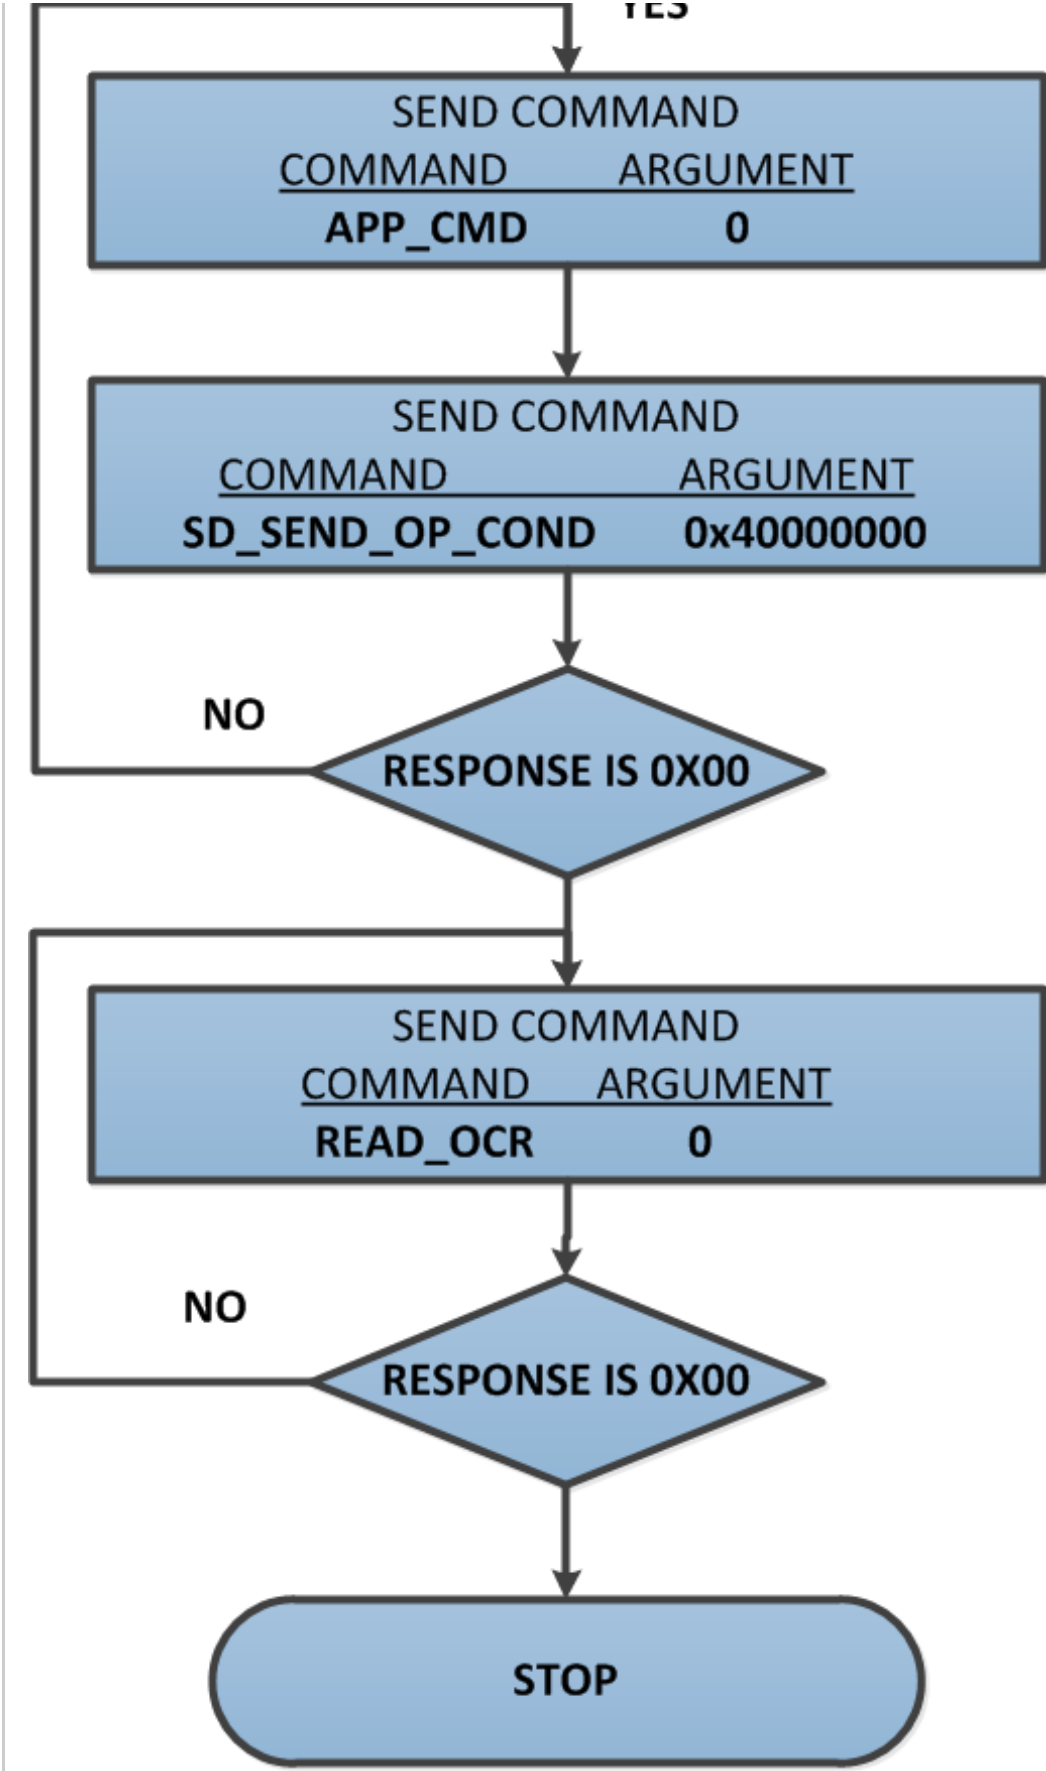 YES
SEND COMMAND
COMMAND ARGUMENT
APP_CMD 0
SEND COMMAND
COMMAND ARGUMENT
SD_SEND_OP_COND 0x40000000
NO
RESPONSE IS 0X00
SEND COMMAND
COMMAND ARGUMENT
READ_OCR 0
NO
RESPONSE IS 0X00
STOP